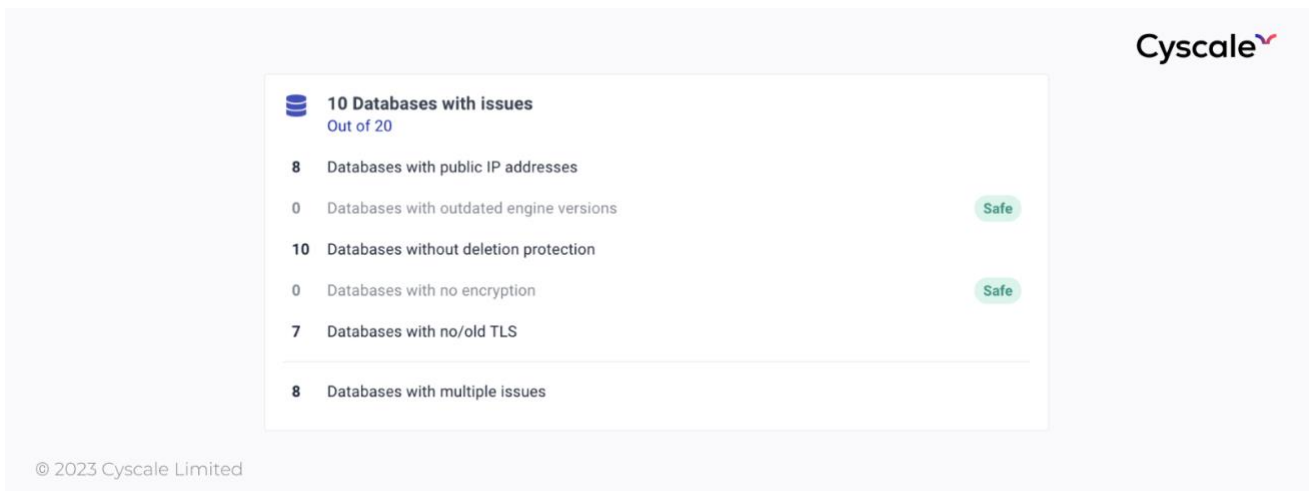 Cyscale
10 Databases with issues
Out of 20
8 Databases with public IP addresses
0 Databases with outdated engine versions Safe
10 Databases without deletion protection
0 Databases with no encryption Safe
7 Databases with no/old TLS
8 Databases with multiple issues
© 2023 Cyscale Limited